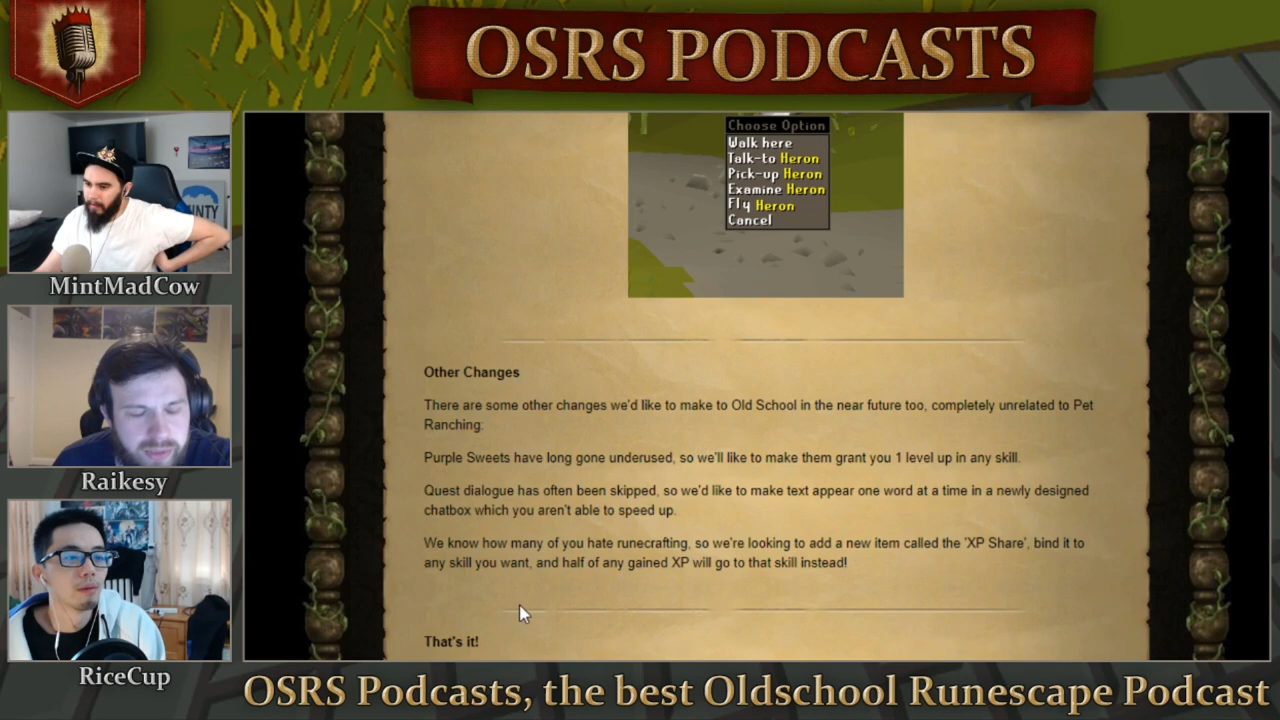 OSRS PODCASTS
MintMadCow
Raikesy
RiceCup
Choose Option
Walk here
Talk-to Heron
Pick-up Heron
Examine Heron
Fly Heron
Cancel
Other Changes
There are some other changes we'd like to make to Old School in the near future too, completely unrelated to Pet
Ranching:
Purple Sweets have long gone underused, so we'll like to make them grant you 1 level up in any skill.
Quest dialogue has often been skipped, so we'd like to make text appear one word at a time in a newly designed
chatbox which you aren't able to speed up.
We know how many of you hate runecrafting, so we're looking to add a new item called the 'XP Share', bind it to
any skill you want, and half of any gained XP will go to that skill instead!
That's it!
OSRS Podcasts, the best Oldschool Runescape Podcast